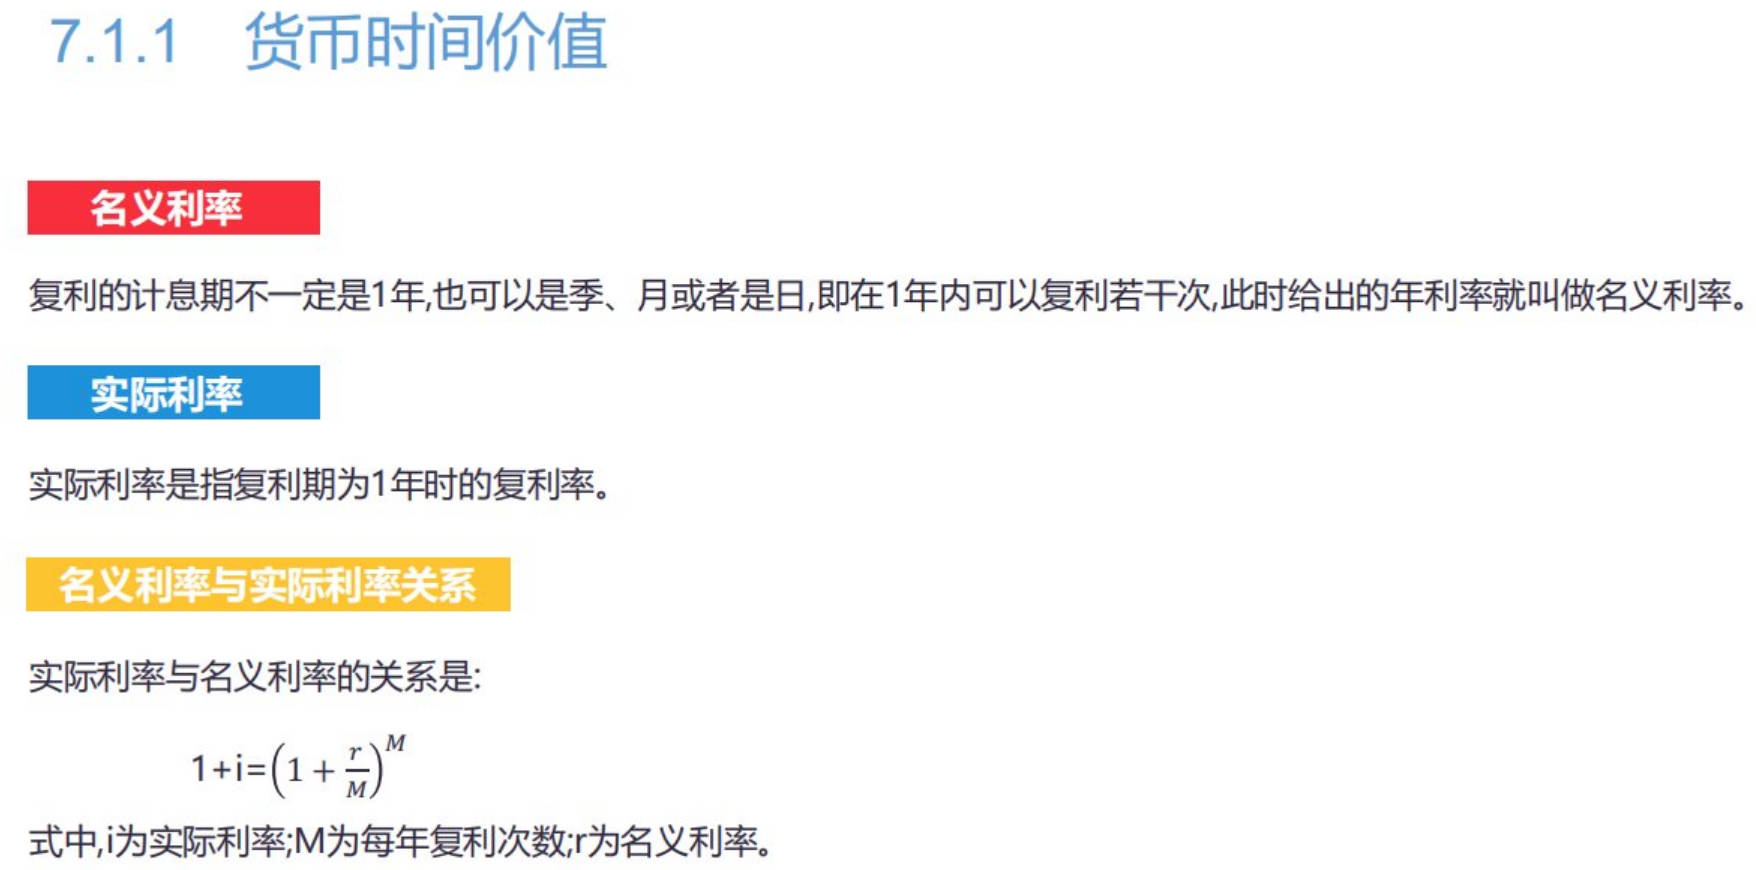 7.1.1 货币时间价值
名义利率
复利的计息期不一定是1年,也可以是季、月或者是日,即在1年内可以复利若干次,此时给出的年利率就叫做名义利率。
实际利率
实际利率是指复利期为1年时的复利率。
名义利率与实际利率关系
实际利率与名义利率的关系是:
1+i=(1 + r/M)^M
式中,i为实际利率;M为每年复利次数;r为名义利率。